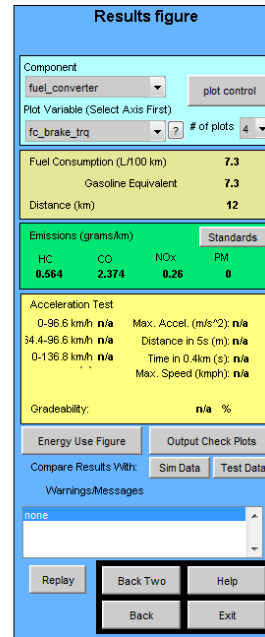 Results figure
Component
fuel_converter
plot control
Plot Variable (Select Axis First)
fc_brake_trq ? # of plots 4
Fuel Consumption (L/100 km) 7.3
Gasoline Equivalent 7.3
Distance (km) 12
Emissions (grams/km) Standards
HC CO NOx PM
0.564 2.374 0.26 0
Acceleration Test
0-96.6 km/h n/a Max. Accel. (m/s^2): n/a
64.4-96.6 km/h n/a Distance in 5s (m): n/a
0-136.8 km/h n/a Time in 0.4km (s): n/a
Max. Speed (kmph): n/a
Gradeability: n/a %
Energy Use Figure Output Check Plots
Compare Results With: Sim Data Test Data
Warnings/Messages
none
Replay Back Two Help
Back Exit